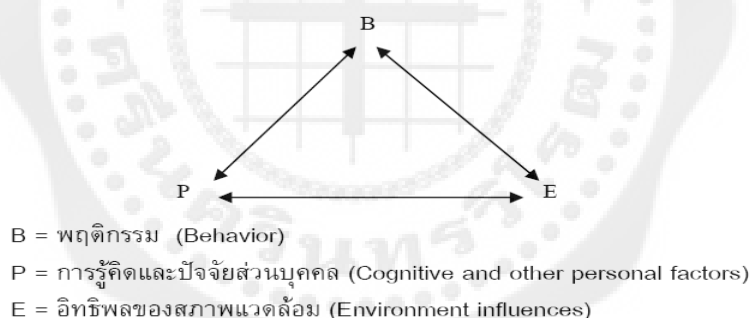 B
P E
B = พฤติกรรม (Behavior)
P = การรู้คิดและปัจจัยส่วนบุคคล (Cognitive and other personal factors)
E = อิทธิพลของสภาพแวดล้อม (Environment influences)